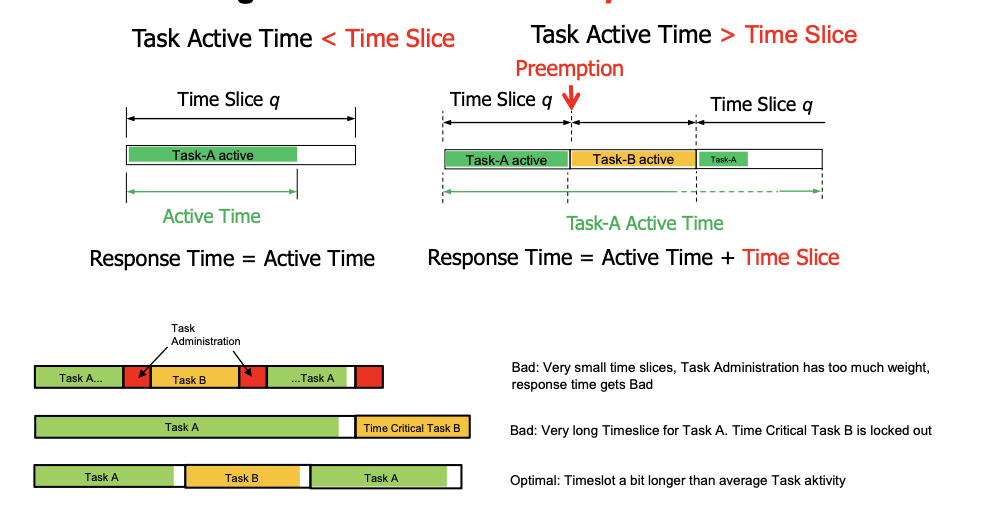 Task Active Time < Time Slice
Task Active Time > Time Slice
Preemption
Time Slice q
Time Slice q
Time Slice q
Task-A active
Task-A active
Task-B active
Task-A
Active Time
Task-A Active Time
Response Time = Active Time
Response Time = Active Time + Time Slice
Task
Administration
Task A...
Task B
...Task A
Bad: Very small time slices, Task Administration has too much weight,
response time gets Bad
Task A
Time Critical Task B
Bad: Very long Timeslice for Task A. Time Critical Task B is locked out
Task A
Task B
Task A
Optimal: Timeslot a bit longer than average Task aktivity